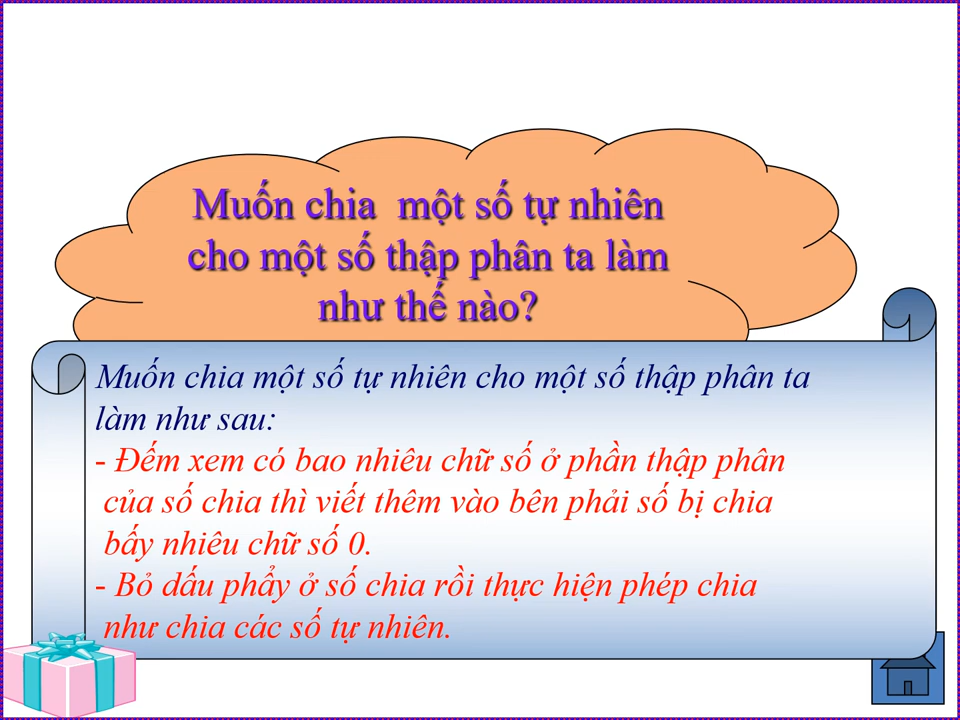 Muốn chia một số tự nhiên
cho một số thập phân ta làm
như thế nào?
Muốn chia một số tự nhiên cho một số thập phân ta
làm như sau:
- Đếm xem có bao nhiêu chữ số ở phần thập phân
của số chia thì viết thêm vào bên phải số bị chia
bấy nhiêu chữ số 0.
- Bỏ dấu phẩy ở số chia rồi thực hiện phép chia
như chia các số tự nhiên.